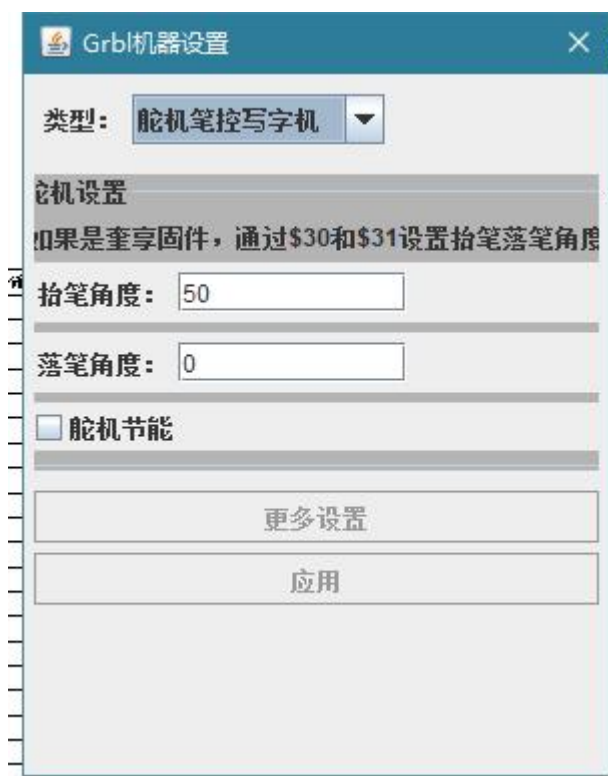 Grbl机器设置
类型： 舵机笔控写字机
舵机设置
如果是奎享固件，通过$30和$31设置抬笔落笔角度
抬笔角度： 50
落笔角度： 0
舵机节能
更多设置
应用